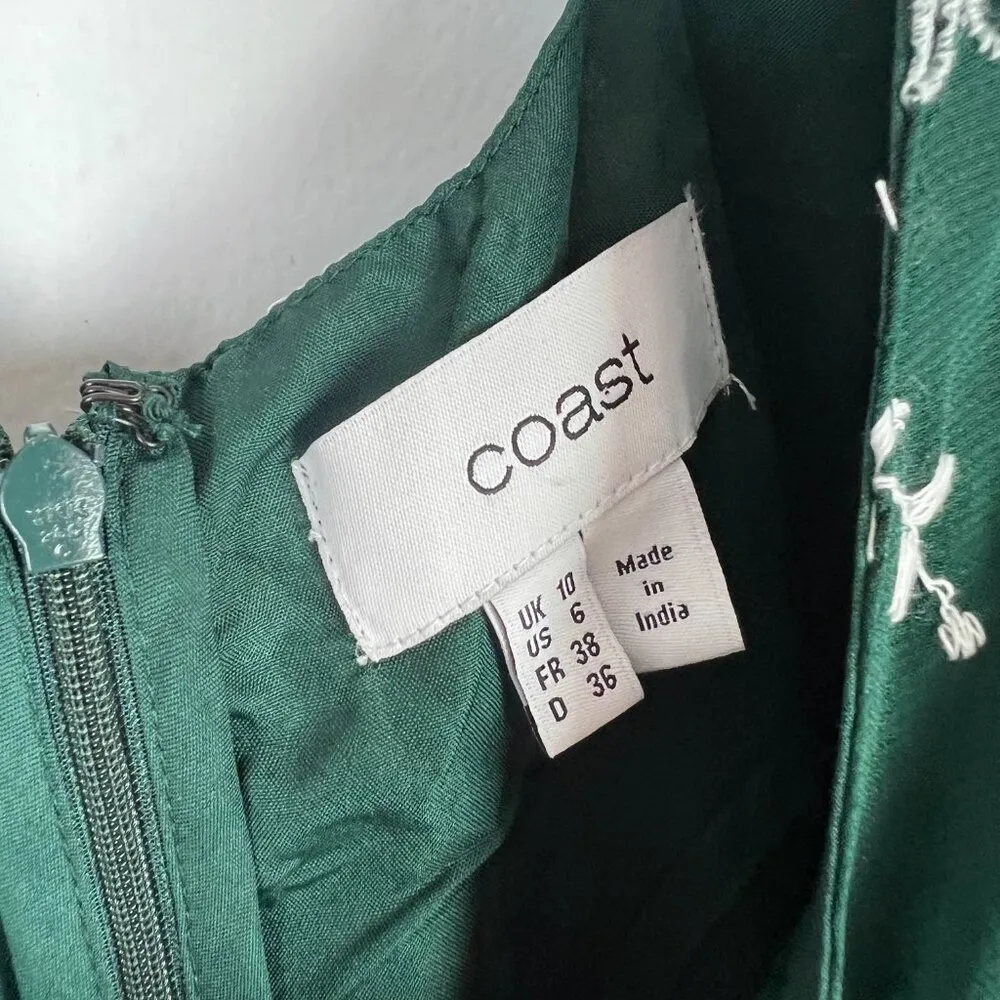 coast
UK 10
US 6
FR 38
D 36
Made
in
India